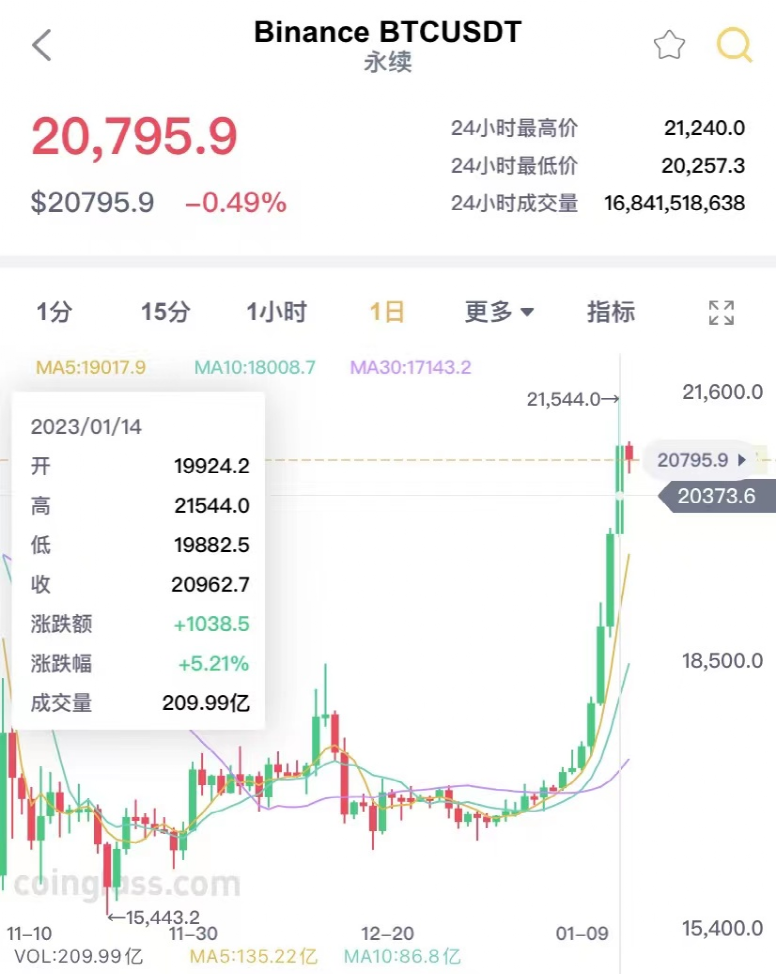 Binance BTCUSDT
永续
20,795.9
$20795.9 −0.49%
24小时最高价 21,240.0
24小时最低价 20,257.3
24小时成交量 16,841,518,638
1分 15分 1小时 1日 更多 指标
MA5:19017.9 MA10:18008.7 MA30:17143.2
21,544.0→
21,600.0
2023/01/14
开 19924.2
高 21544.0
低 19882.5
收 20962.7
涨跌额 +1038.5
涨跌幅 +5.21%
成交量 209.99亿
20795.9
20373.6
18,500.0
coinglass.com
←15,443.2
15,400.0
11−10 11−30 12−20 01−09
VOL:209.99亿 MA5:135.22亿 MA10:86.8亿